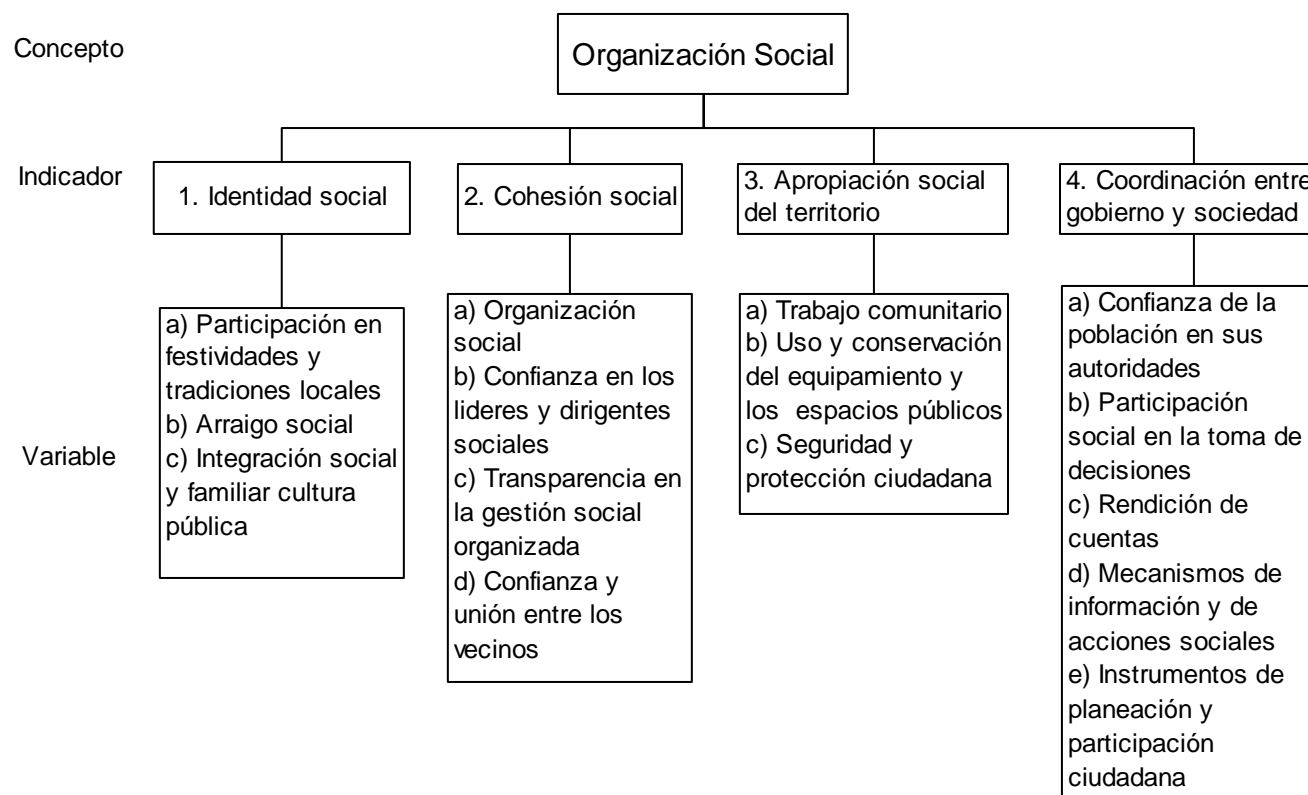 Concepto
Organización Social
Indicador
1. Identidad social
2. Cohesión social
3. Apropiación social
del territorio
4. Coordinación entre
gobierno y sociedad
Variable
a) Participación en
festividades y
tradiciones locales
b) Arraigo social
c) Integración social
y familiar cultura
pública
a) Organización
social
b) Confianza en los
lideres y dirigentes
sociales
c) Transparencia en
la gestión social
organizada
d) Confianza y
unión entre los
vecinos
a) Trabajo comunitario
b) Uso y conservación
del equipamiento y
los espacios públicos
c) Seguridad y
protección ciudadana
a) Confianza de la
población en sus
autoridades
b) Participación
social en la toma de
decisiones
c) Rendición de
cuentas
d) Mecanismos de
información y de
acciones sociales
e) Instrumentos de
planeación y
participación
ciudadana